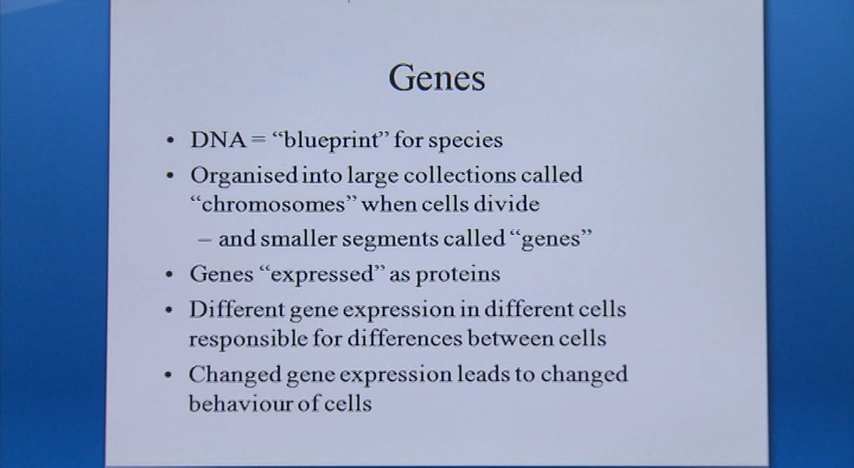 Genes
• DNA = “blueprint” for species
• Organised into large collections called
“chromosomes” when cells divide
– and smaller segments called “genes”
• Genes “expressed” as proteins
• Different gene expression in different cells
responsible for differences between cells
• Changed gene expression leads to changed
behaviour of cells